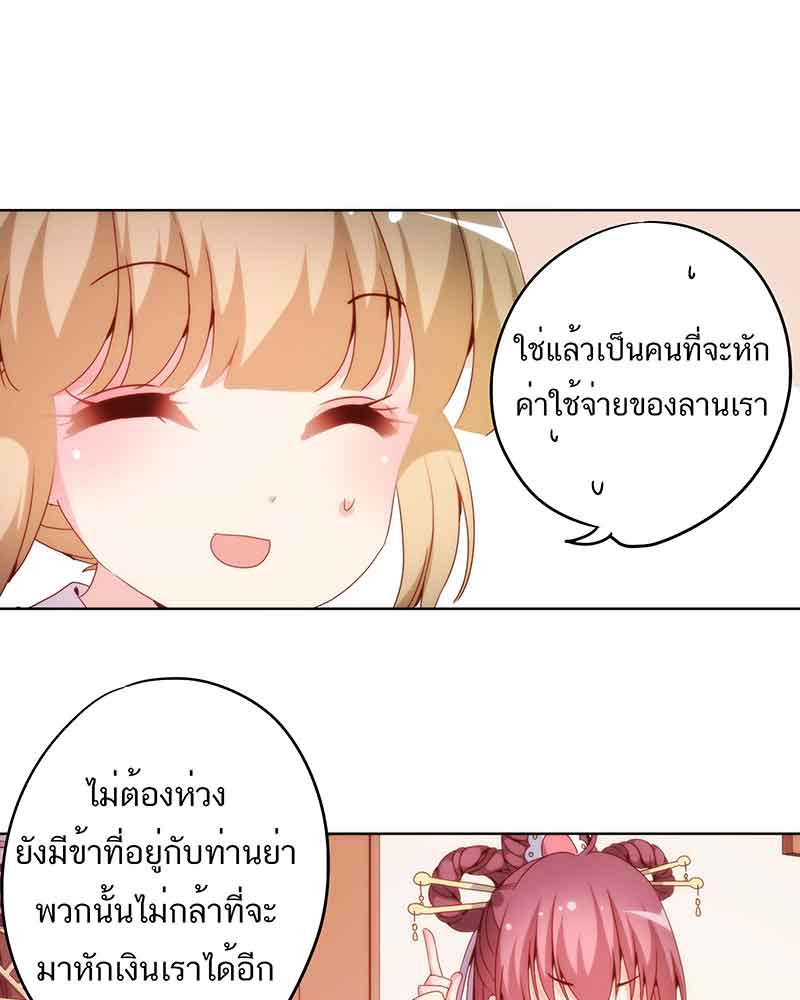 ใช่แล้วเป็นคนที่จะหัก
ค่าใช้จ่ายของลานเรา
ไม่ต้องห่วง
ยังมีข้าที่อยู่กับท่านย่า
พวกนั้นไม่กล้าที่จะ
มาหักเงินเราได้อีก